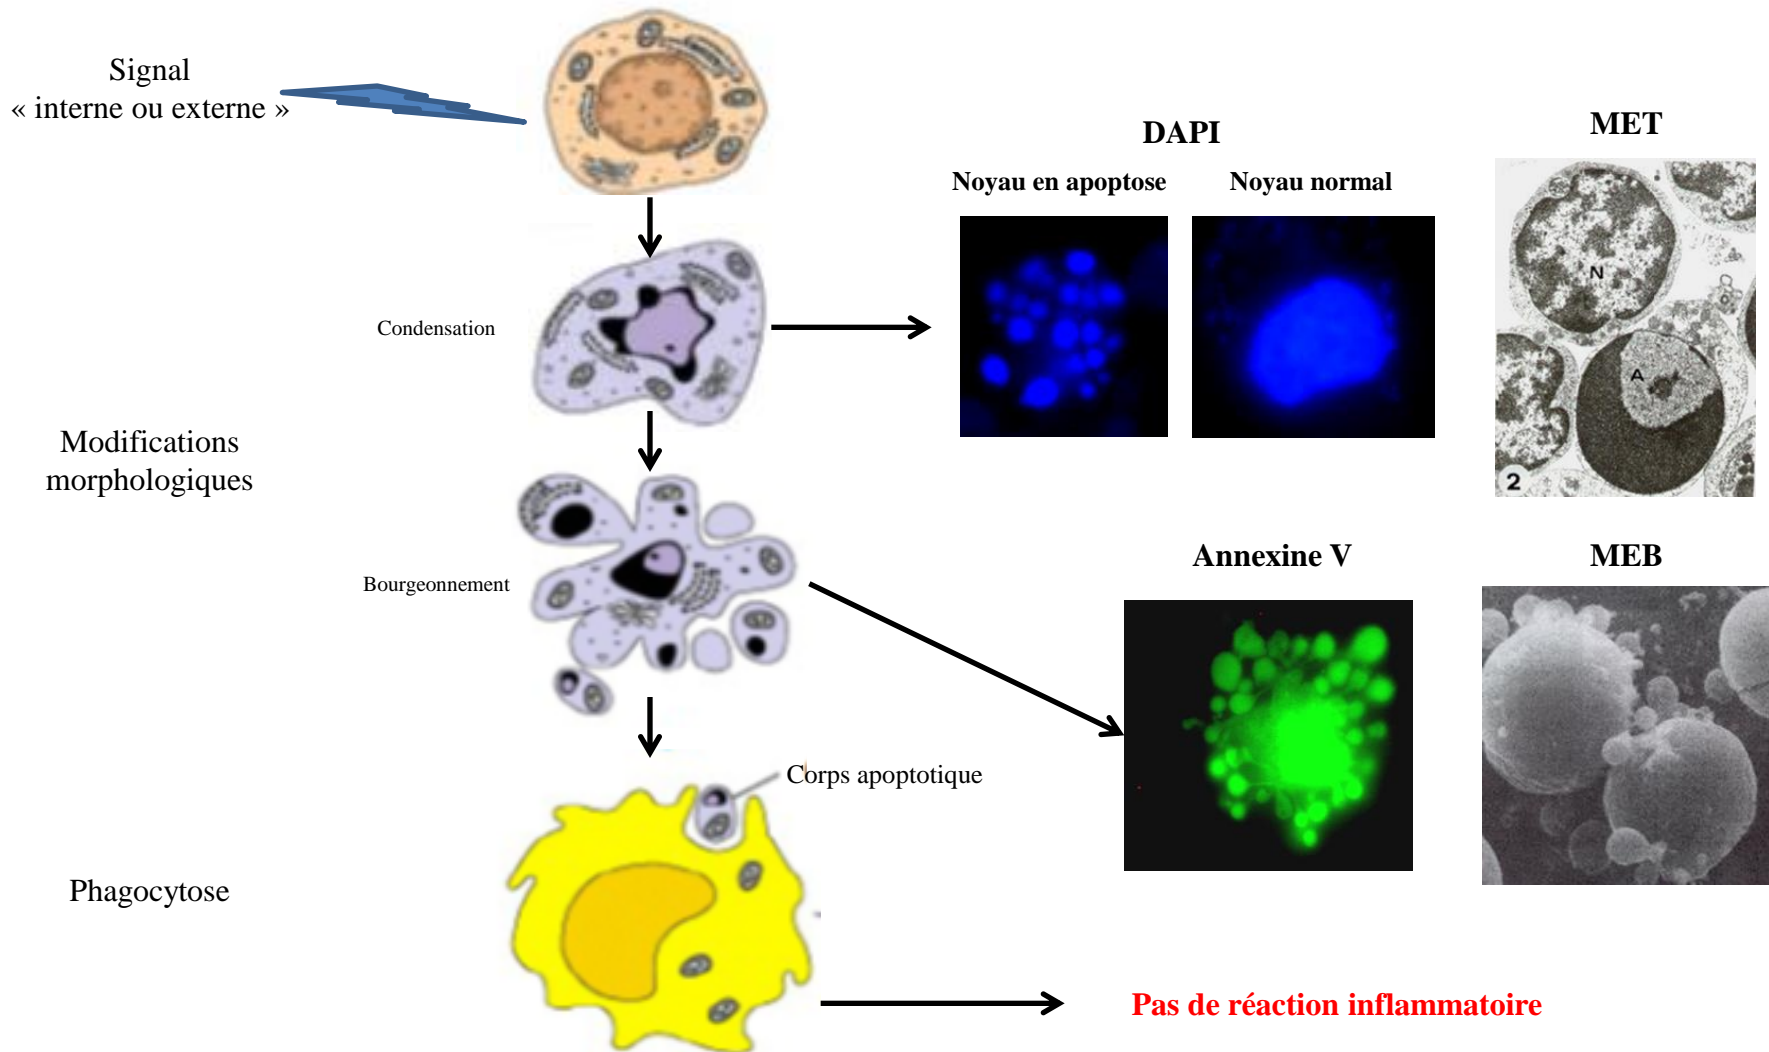 Signal
« interne ou externe »
DAPI
MET
Noyau en apoptose
Noyau normal
N
A
2
Condensation
Modifications
morphologiques
Bourgeonnement
Annexine V
MEB
Corps apoptotique
Phagocytose
Pas de réaction inflammatoire